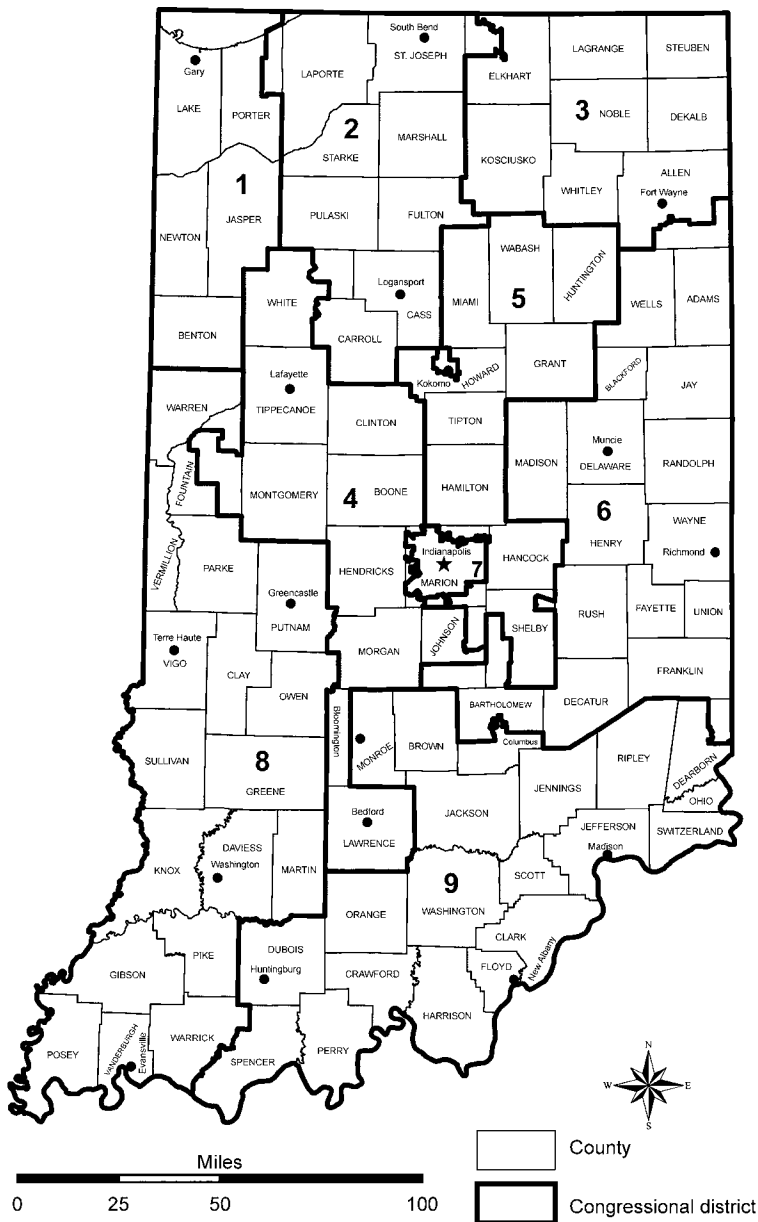 South Bend
ST. JOSEPH
LAGRANGE
STEUBEN
LAPORTE
ELKHART
Gary
LAKE
PORTER
2
STARKE
MARSHALL
3 NOBLE
DEKALB
KOSCIUSKO
ALLEN
Fort Wayne
WHITLEY
1
JASPER
NEWTON
PULASKI
FULTON
WABASH
HUNTINGTON
MIAMI
5
WELLS
ADAMS
WHITE
Logansport
CASS
BENTON
CARROLL
GRANT
Kokomo
HOWARD
BLACKFORD
JAY
WARREN
Lafayette
TIPPECANOE
CLINTON
TIPTON
MADISON
Muncie
DELAWARE
RANDOLPH
FOUNTAIN
MONTGOMERY
4 BOONE
HAMILTON
6
HENRY
WAYNE
Richmond
VERMILLION
PARKE
HENDRICKS
Indianapolis
MARION
7
HANCOCK
Greencastle
PUTNAM
RUSH
FAYETTE
UNION
SHELBY
JOHNSON
Terre Haute
VIGO
MORGAN
CLAY
OWEN
FRANKLIN
DECATUR
BARTHOLOMEW
Columbus
Bloomington
MONROE
BROWN
SULLIVAN
8
GREENE
RIPLEY
DEARBORN
OHIO
JENNINGS
JACKSON
Bedford
LAWRENCE
JEFFERSON
Madison
SWITZERLAND
KNOX
DAVIESS
Washington
MARTIN
SCOTT
9
WASHINGTON
ORANGE
CLARK
New Albany
FLOYD
DUBOIS
Huntingburg
PIKE
GIBSON
CRAWFORD
HARRISON
POSEY
VANDERBURGH
Evansville
WARRICK
SPENCER
PERRY
N
W
E
S
Miles
0 25 50 100
County
Congressional district